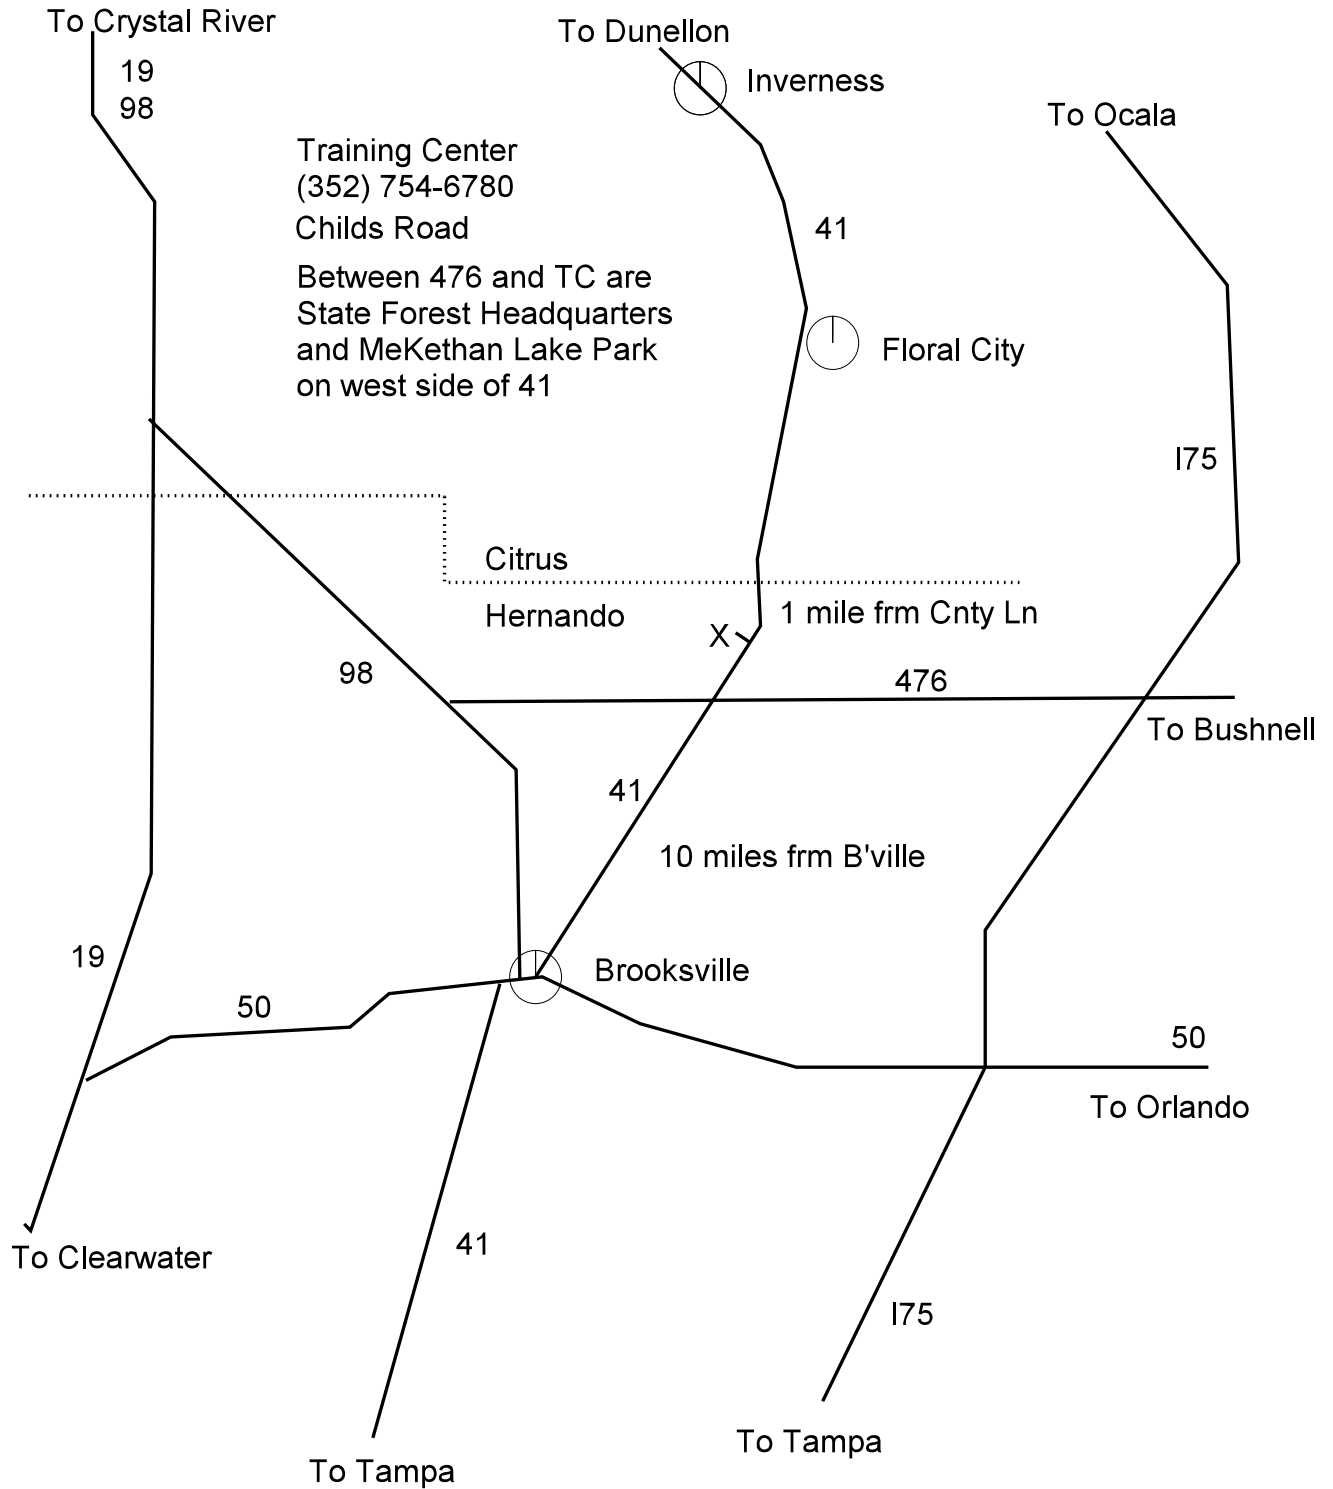 To Crystal River
19
98
To Dunellon
Inverness
To Ocala
Training Center
(352) 754-6780
Childs Road
Between 476 and TC are
State Forest Headquarters
and MeKethan Lake Park
on west side of 41
41
Floral City
I75
Citrus
Hernando
1 mile frm Cnty Ln
X
98
476
To Bushnell
41
10 miles frm B'ville
19
50
Brooksville
50
To Orlando
To Clearwater
41
I75
To Tampa
To Tampa